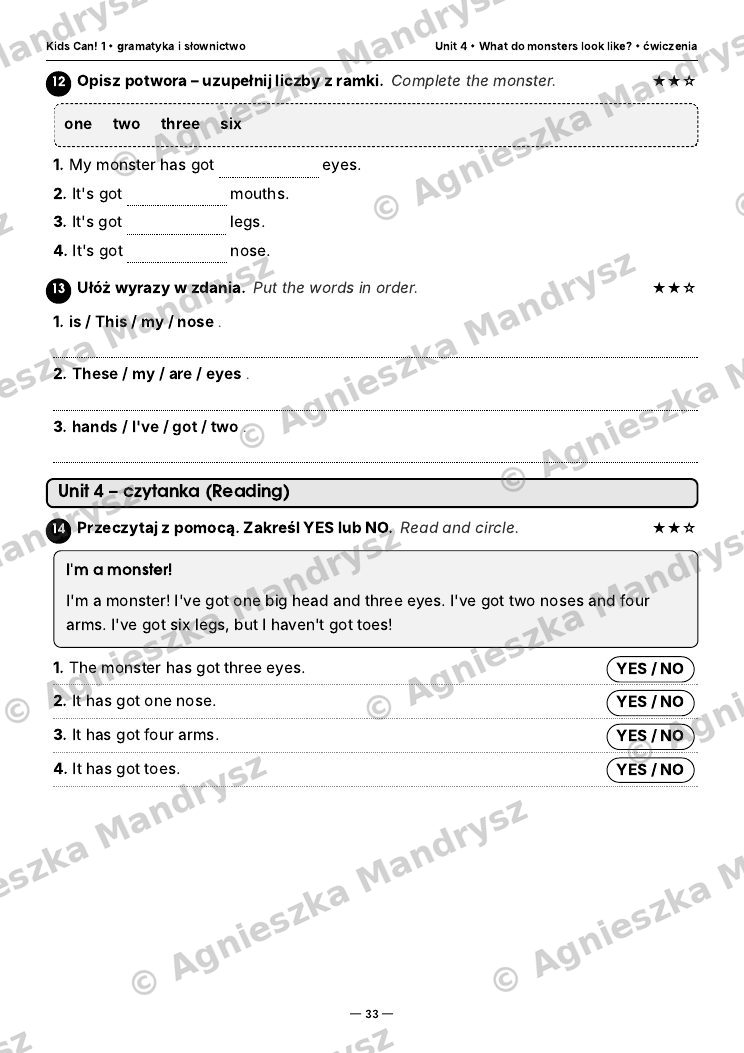 Kids Can! 1 • gramatyka i słownictwo Unit 4 • What do monsters look like? • ćwiczenia
12 Opisz potwora – uzupełnij liczby z ramki. Complete the monster. ★★☆
one two three six
1. My monster has got eyes.
2. It's got mouths.
3. It's got legs.
4. It's got nose.
13 Ułóż wyrazy w zdania. Put the words in order. ★★☆
1. is / This / my / nose .
2. These / my / are / eyes .
3. hands / I've / got / two .
Unit 4 – czytanka (Reading)
14 Przeczytaj z pomocą. Zakreśl YES lub NO. Read and circle. ★★☆
I'm a monster!
I'm a monster! I've got one big head and three eyes. I've got two noses and four
arms. I've got six legs, but I haven't got toes!
1. The monster has got three eyes. YES / NO
2. It has got one nose. YES / NO
3. It has got four arms. YES / NO
4. It has got toes. YES / NO
— 33 —
© Agnieszka Mandrysz